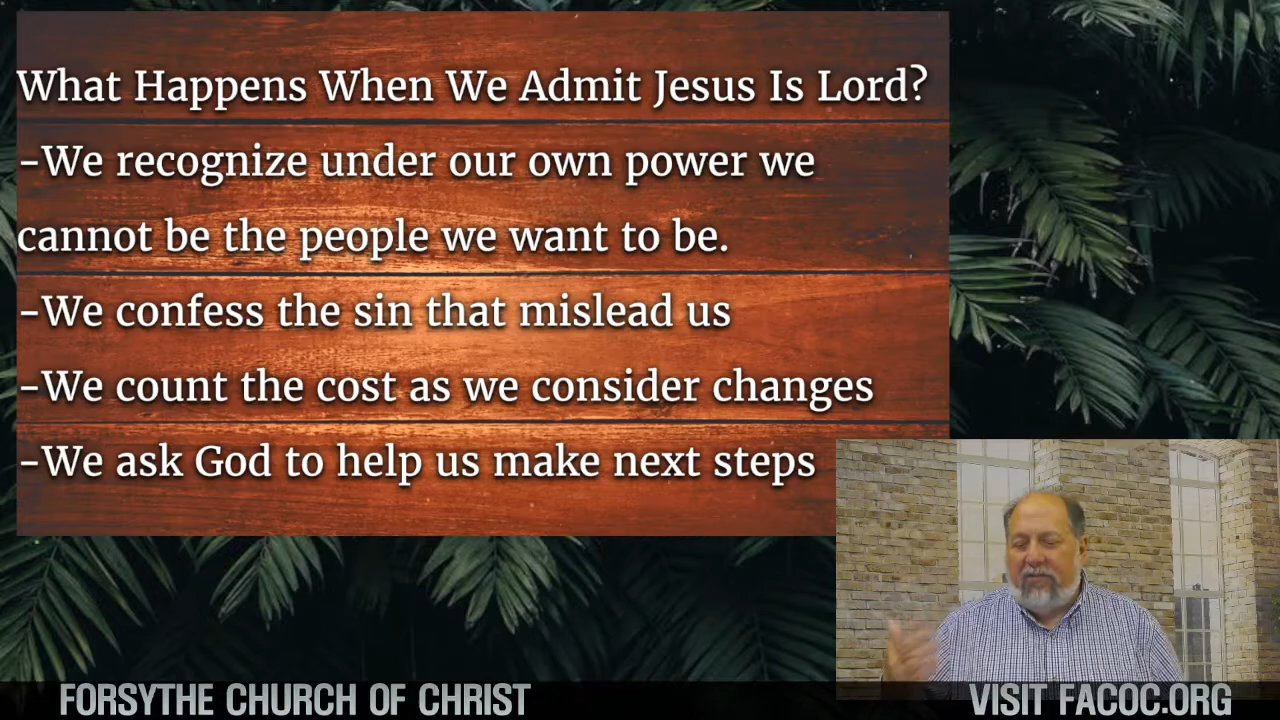 What Happens When We Admit Jesus Is Lord?
-We recognize under our own power we
cannot be the people we want to be.
-We confess the sin that mislead us
-We count the cost as we consider changes
-We ask God to help us make next steps
FORSYTHE CHURCH OF CHRIST
VISIT FACOC.ORG